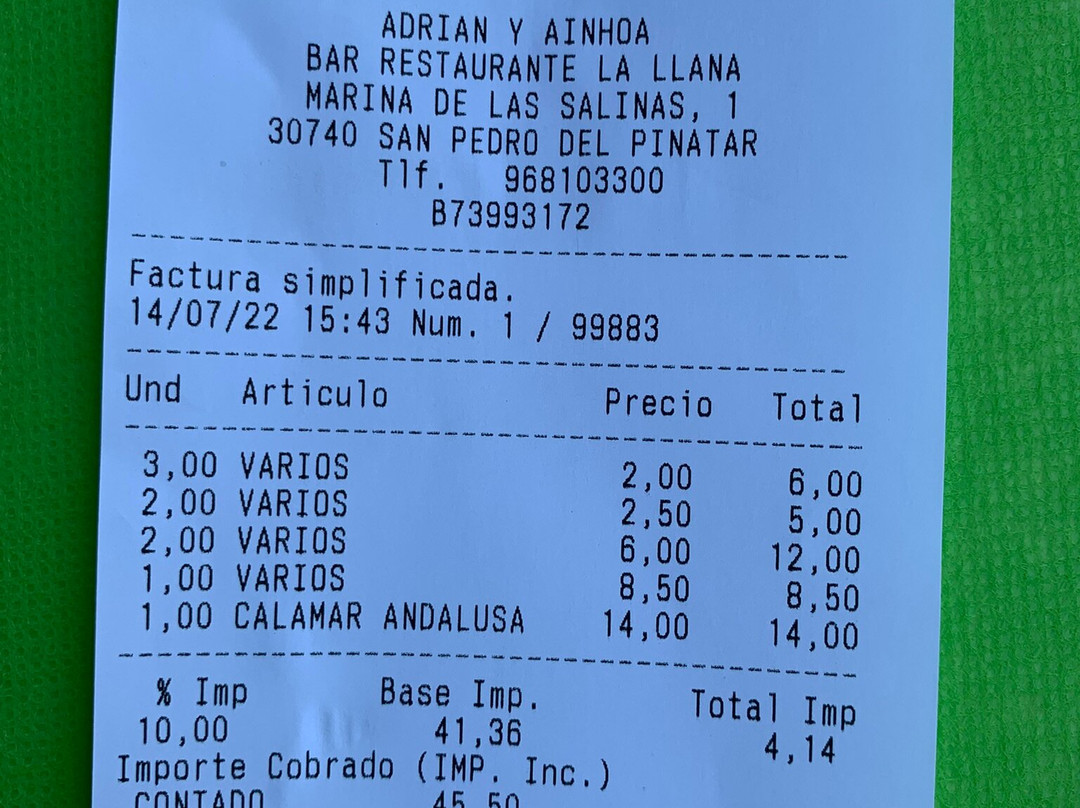 ADRIAN Y AINHOA
BAR RESTAURANTE LA LLANA
MARINA DE LAS SALINAS, 1
30740 SAN PEDRO DEL PINATAR
Tlf. 968103300
B73993172
Factura simplificada.
14/07/22 15:43 Num. 1 / 99883
Und Articulo Precio Total
3,00 VARIOS 2,00 6,00
2,00 VARIOS 2,50 5,00
2,00 VARIOS 6,00 12,00
1,00 VARIOS 8,50 8,50
1,00 CALAMAR ANDALUSA 14,00 14,00
% Imp Base Imp. Total Imp
10,00 41,36 4,14
Importe Cobrado (IMP. Inc.)
CONTADO 45,50